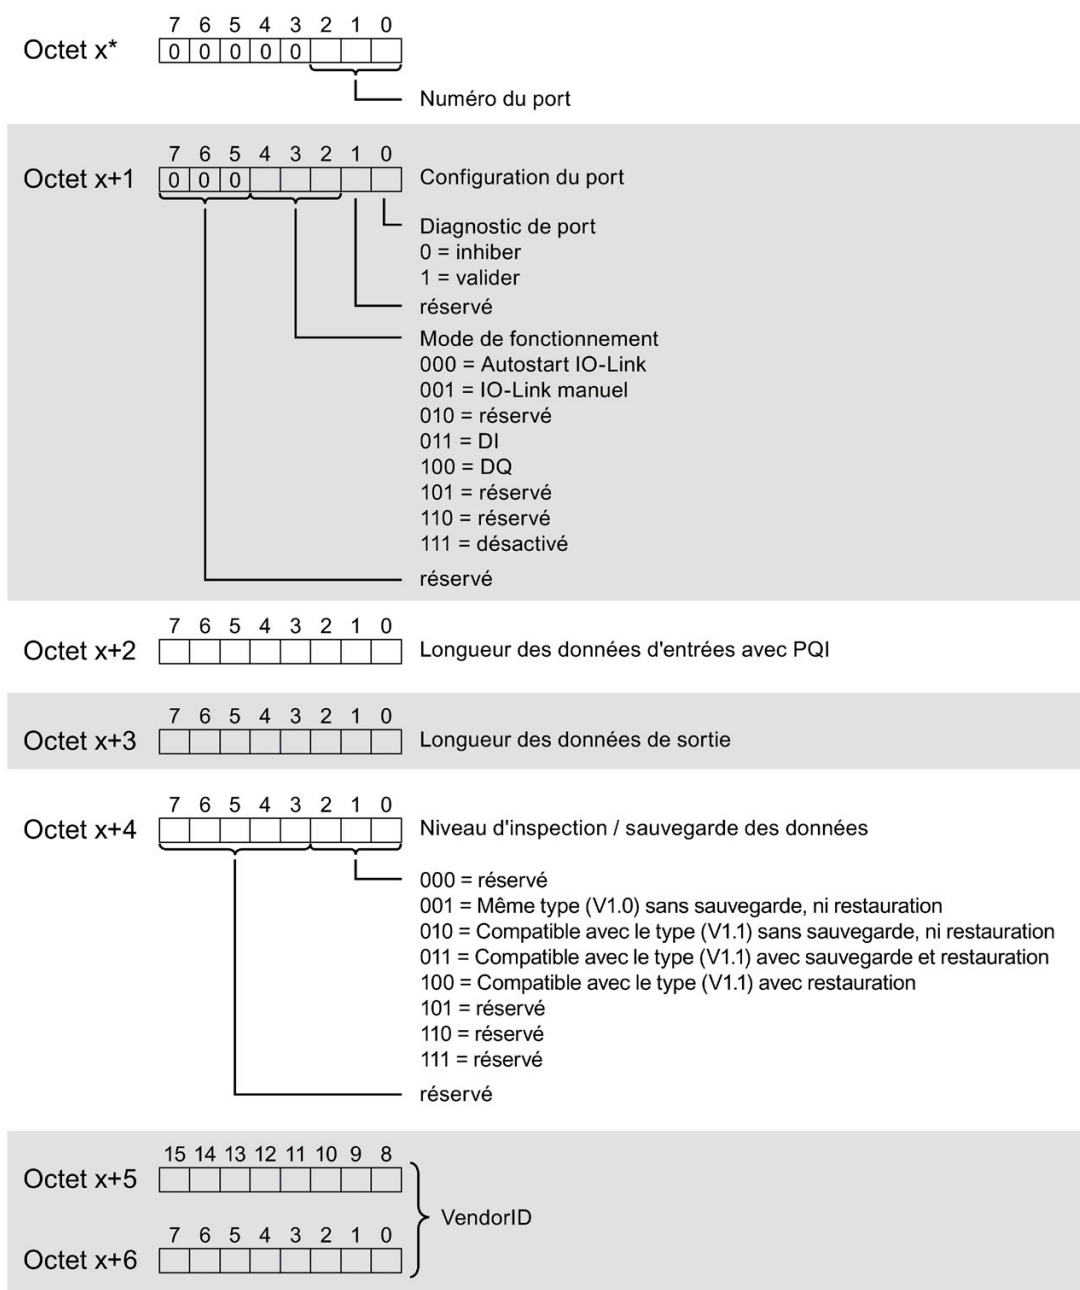 7 6 5 4 3 2 1 0
Octet x* 0 0 0 0 0
Numéro du port
7 6 5 4 3 2 1 0
Octet x+1 0 0 0 Configuration du port
Diagnostic de port
0 = inhiber
1 = valider
réservé
Mode de fonctionnement
000 = Autostart IO-Link
001 = IO-Link manuel
010 = réservé
011 = DI
100 = DQ
101 = réservé
110 = réservé
111 = désactivé
réservé
7 6 5 4 3 2 1 0
Octet x+2 Longueur des données d'entrées avec PQI
7 6 5 4 3 2 1 0
Octet x+3 Longueur des données de sortie
7 6 5 4 3 2 1 0
Octet x+4 Niveau d'inspection / sauvegarde des données
000 = réservé
001 = Même type (V1.0) sans sauvegarde, ni restauration
010 = Compatible avec le type (V1.1) sans sauvegarde, ni restauration
011 = Compatible avec le type (V1.1) avec sauvegarde et restauration
100 = Compatible avec le type (V1.1) avec restauration
101 = réservé
110 = réservé
111 = réservé
réservé
15 14 13 12 11 10 9 8
Octet x+5
VendorID
7 6 5 4 3 2 1 0
Octet x+6